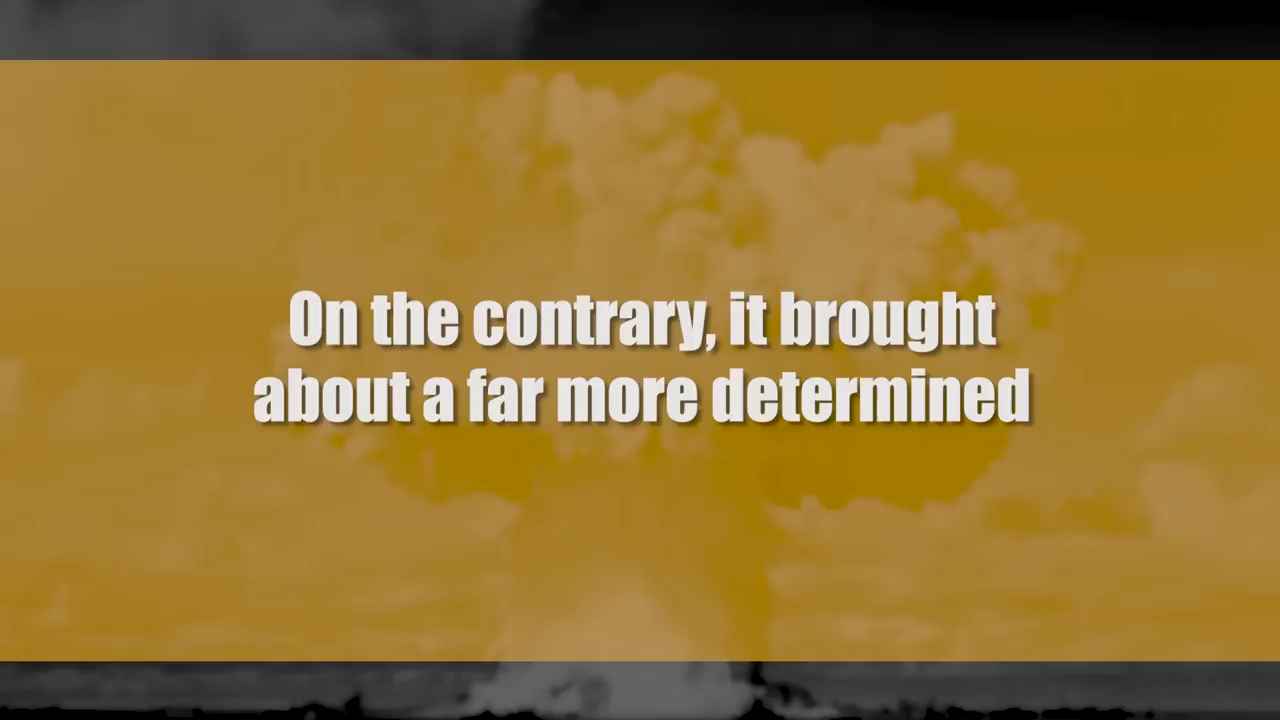 On the contrary, it brought
about a far more determined